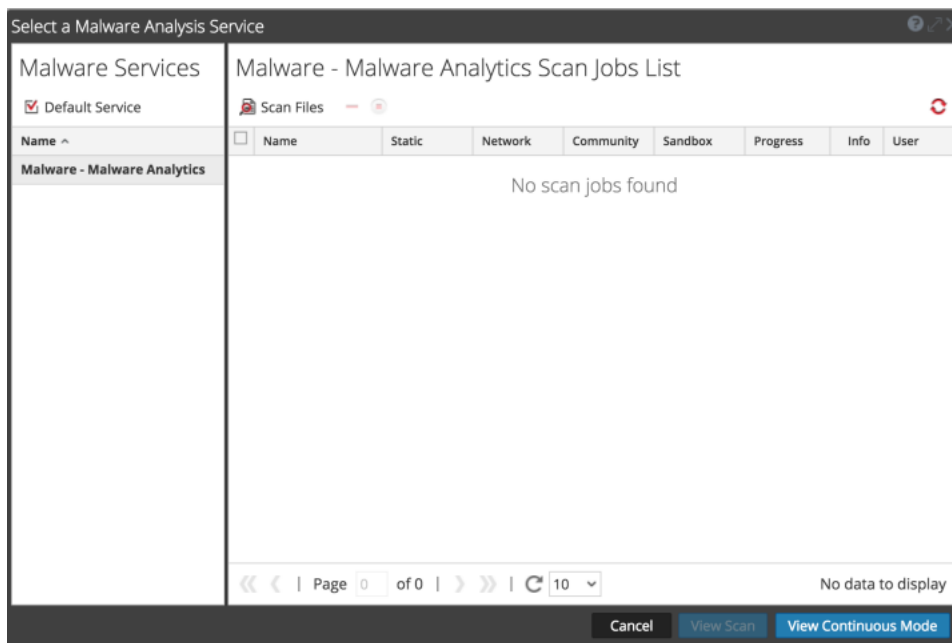 Select a Malware Analysis Service
Malware Services
Default Service
Name
Malware - Malware Analytics
Malware - Malware Analytics Scan Jobs List
Scan Files
Name Static Network Community Sandbox Progress Info User
No scan jobs found
Page 0 of 0 10 No data to display
Cancel View Scan View Continuous Mode